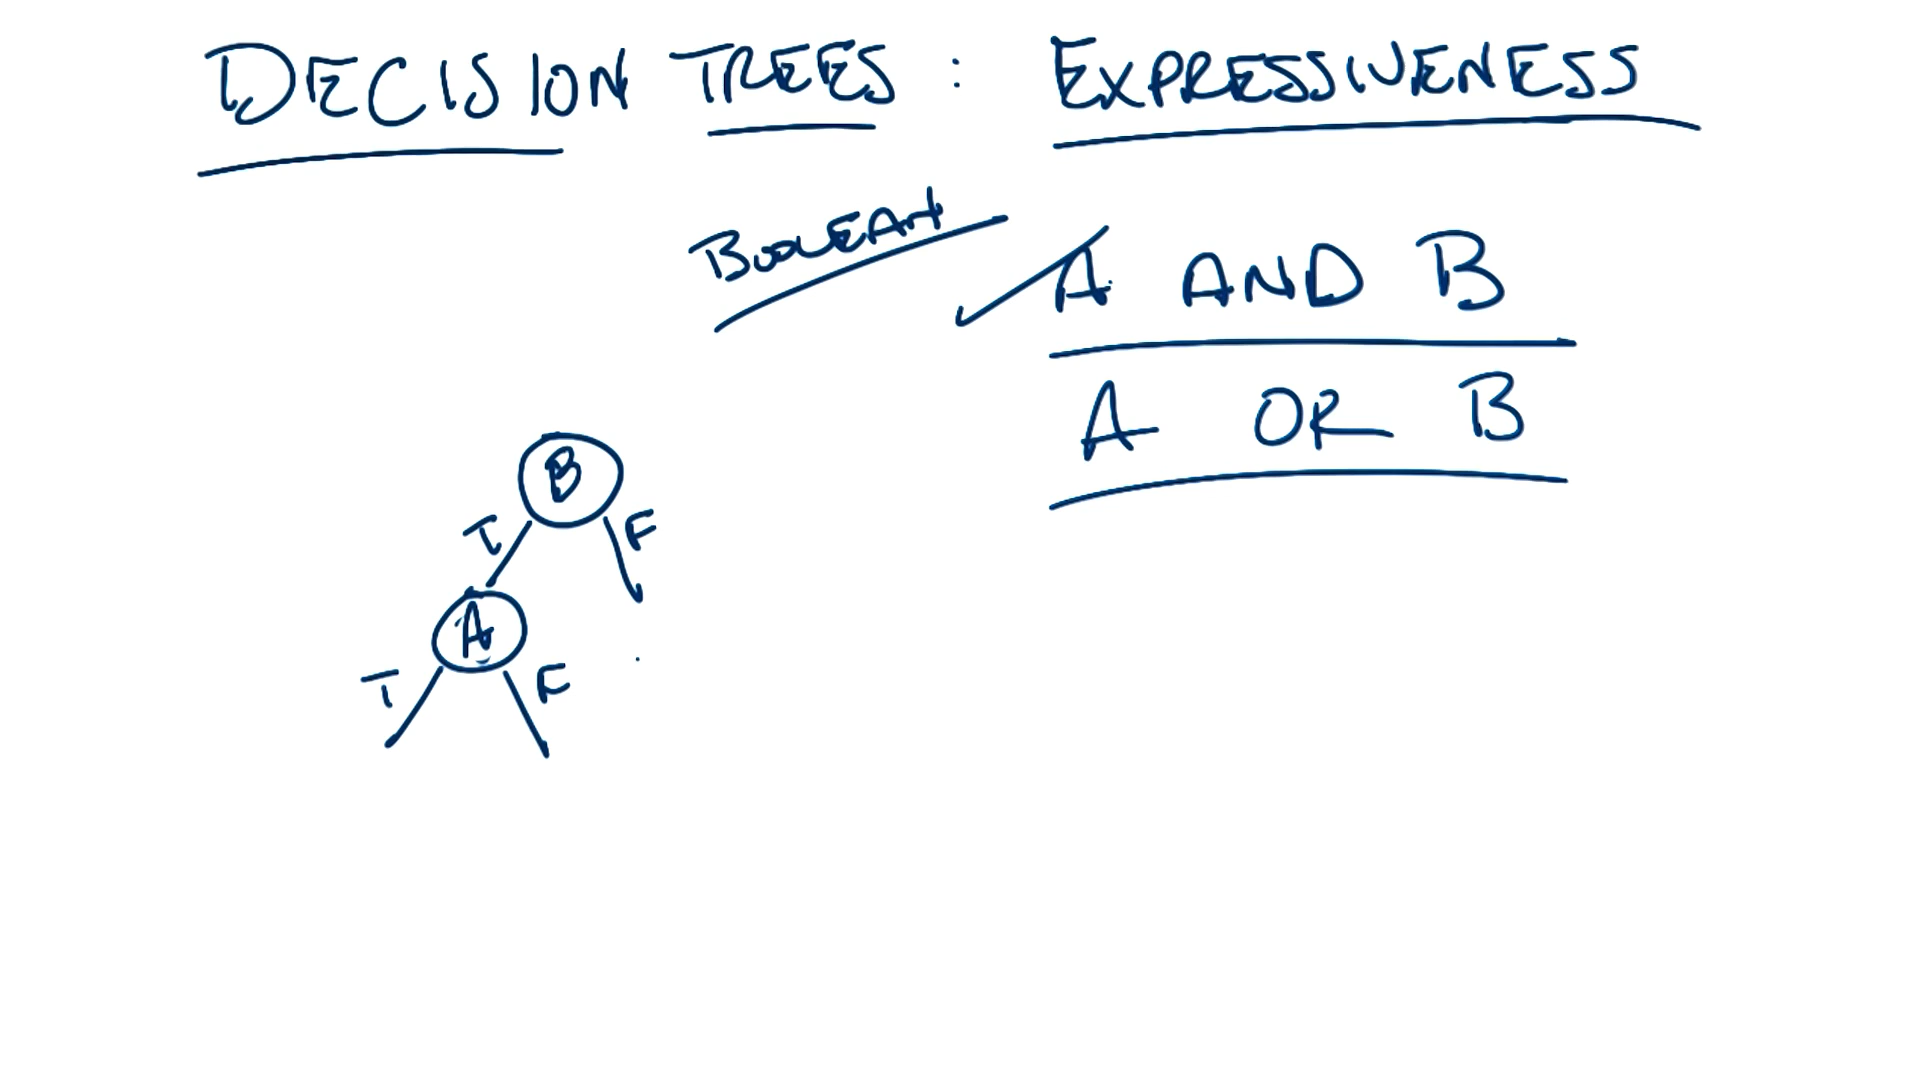 DECISION TREES : EXPRESSIVENESS
BOOLEAN
A AND B
A OR B
B
T F
A
T F